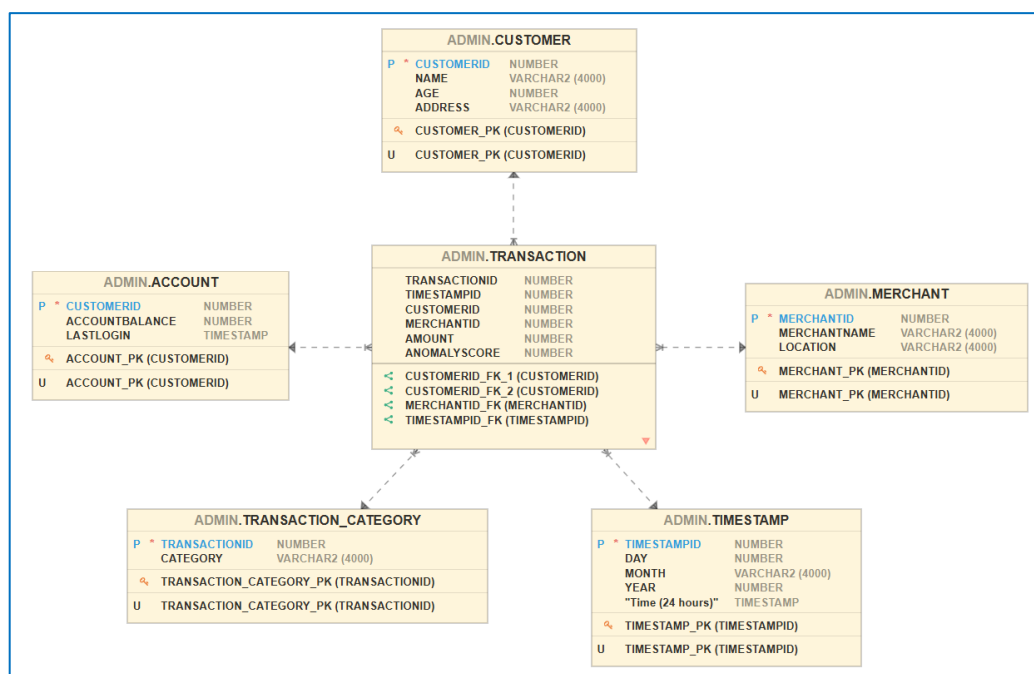 ADMIN.CUSTOMER
P * CUSTOMERID NUMBER
NAME VARCHAR2 (4000)
AGE NUMBER
ADDRESS VARCHAR2 (4000)
CUSTOMER_PK (CUSTOMERID)
U CUSTOMER_PK (CUSTOMERID)
ADMIN.TRANSACTION
TRANSACTIONID NUMBER
TIMESTAMPID NUMBER
CUSTOMERID NUMBER
MERCHANTID NUMBER
AMOUNT NUMBER
ANOMALYSCORE NUMBER
CUSTOMERID_FK_1 (CUSTOMERID)
CUSTOMERID_FK_2 (CUSTOMERID)
MERCHANTID_FK (MERCHANTID)
TIMESTAMPID_FK (TIMESTAMPID)
ADMIN.ACCOUNT
P * CUSTOMERID NUMBER
ACCOUNTBALANCE NUMBER
LASTLOGIN TIMESTAMP
ACCOUNT_PK (CUSTOMERID)
U ACCOUNT_PK (CUSTOMERID)
ADMIN.MERCHANT
P * MERCHANTID NUMBER
MERCHANTNAME VARCHAR2 (4000)
LOCATION VARCHAR2 (4000)
MERCHANT_PK (MERCHANTID)
U MERCHANT_PK (MERCHANTID)
ADMIN.TRANSACTION_CATEGORY
P * TRANSACTIONID NUMBER
CATEGORY VARCHAR2 (4000)
TRANSACTION_CATEGORY_PK (TRANSACTIONID)
U TRANSACTION_CATEGORY_PK (TRANSACTIONID)
ADMIN.TIMESTAMP
P * TIMESTAMPID NUMBER
DAY NUMBER
MONTH VARCHAR2 (4000)
YEAR NUMBER
"Time (24 hours)" TIMESTAMP
TIMESTAMP_PK (TIMESTAMPID)
U TIMESTAMP_PK (TIMESTAMPID)